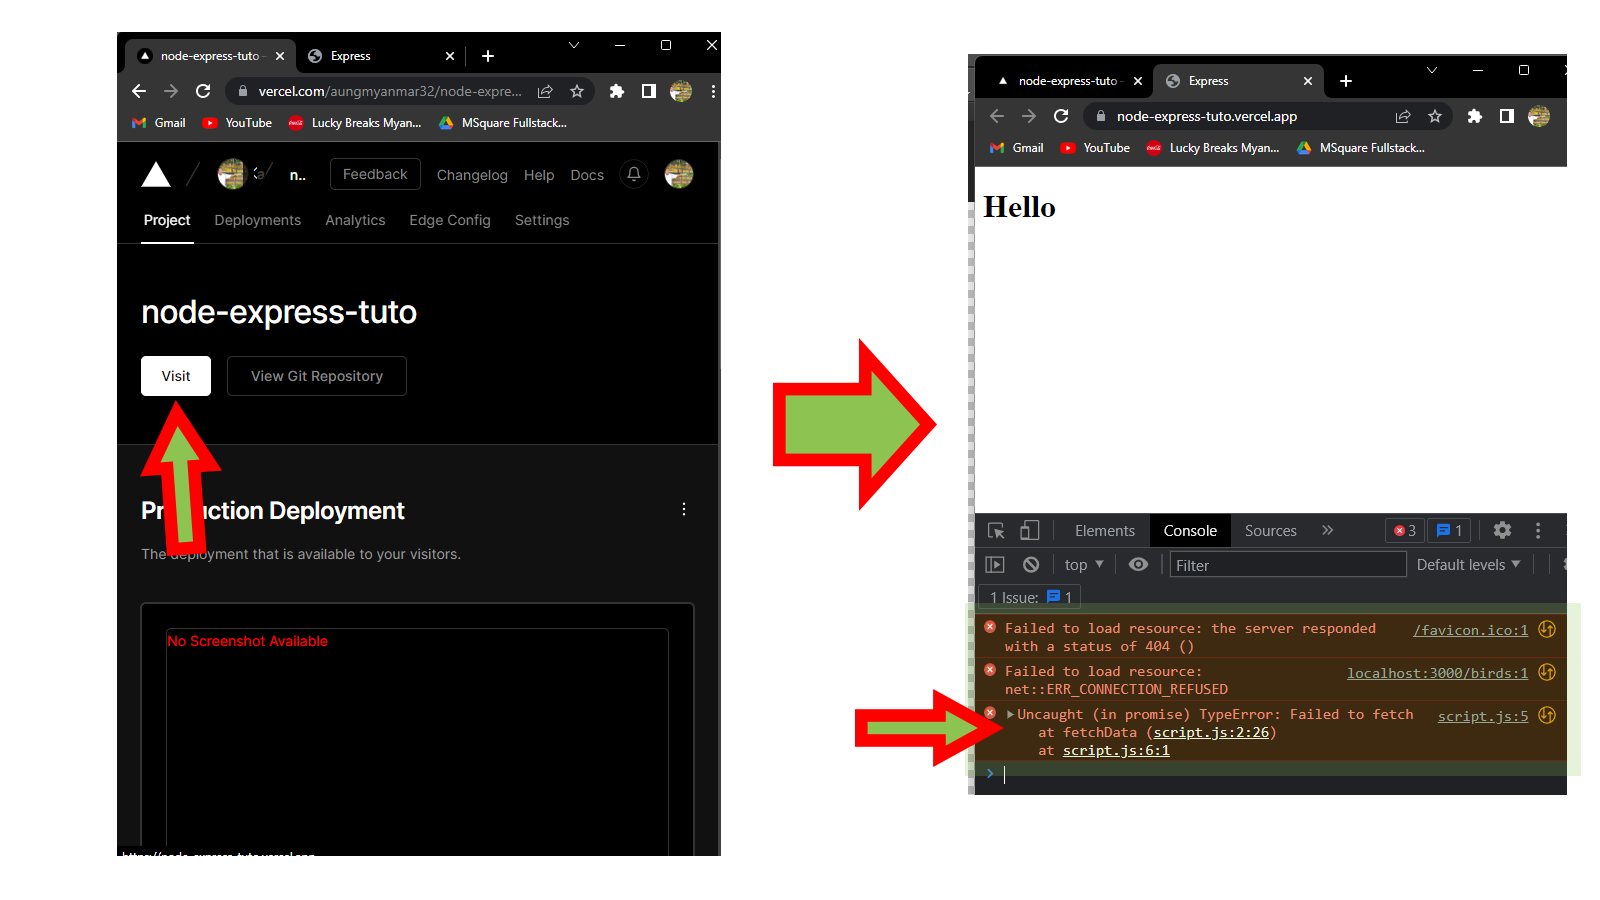 node-express-tuto –
Express
vercel.com/aungmyanmar32/node-expre...
Gmail
YouTube
Lucky Breaks Myan...
MSquare Fullstack...
n..
Feedback
Changelog
Help
Docs
Project
Deployments
Analytics
Edge Config
Settings
node-express-tuto
Visit
View Git Repository
Production Deployment
The deployment that is available to your visitors.
No Screenshot Available
https://node-express-tuto.vercel.app
node-express-tuto –
Express
node-express-tuto.vercel.app
Gmail
YouTube
Lucky Breaks Myan...
MSquare Fullstack...
Hello
Elements
Console
Sources
3
1
top
Filter
Default levels
1 Issue: 1
Failed to load resource: the server responded /favicon.ico:1
with a status of 404 ()
Failed to load resource: localhost:3000/birds:1
net::ERR_CONNECTION_REFUSED
Uncaught (in promise) TypeError: Failed to fetch script.js:5
at fetchData (script.js:2:26)
at script.js:6:1